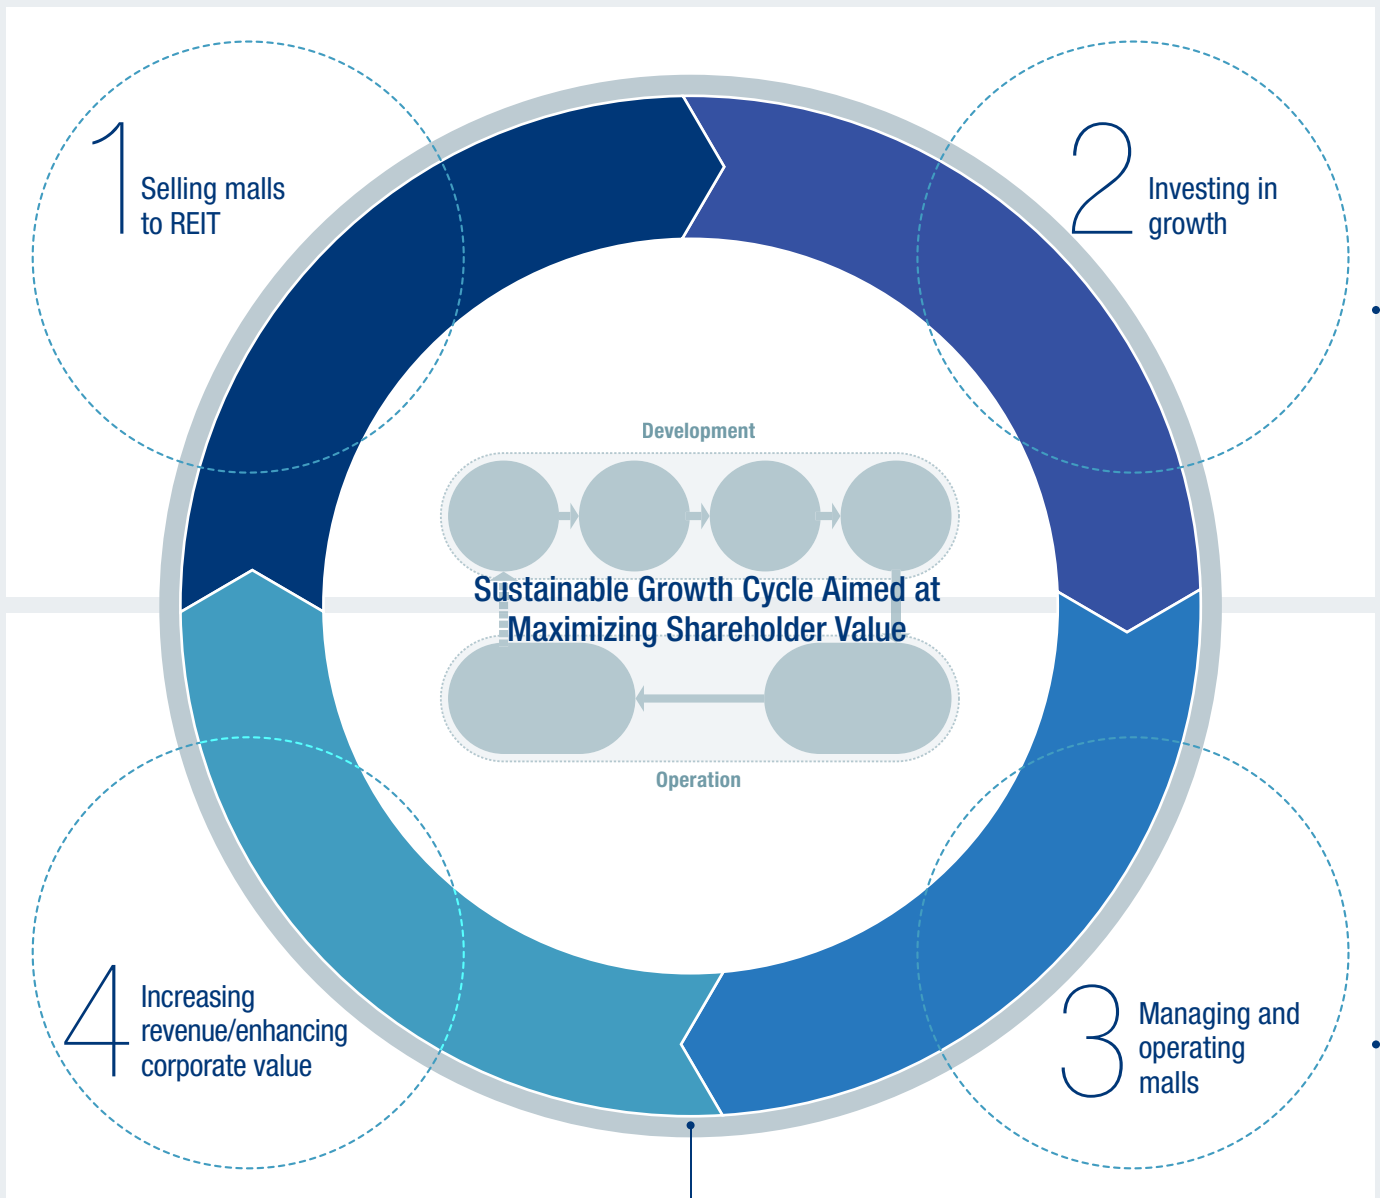 1
Selling malls
to REIT
2
Investing in
growth
Development
Sustainable Growth Cycle Aimed at
Maximizing Shareholder Value
Operation
4
Increasing
revenue/enhancing
corporate value
3
Managing and
operating
malls